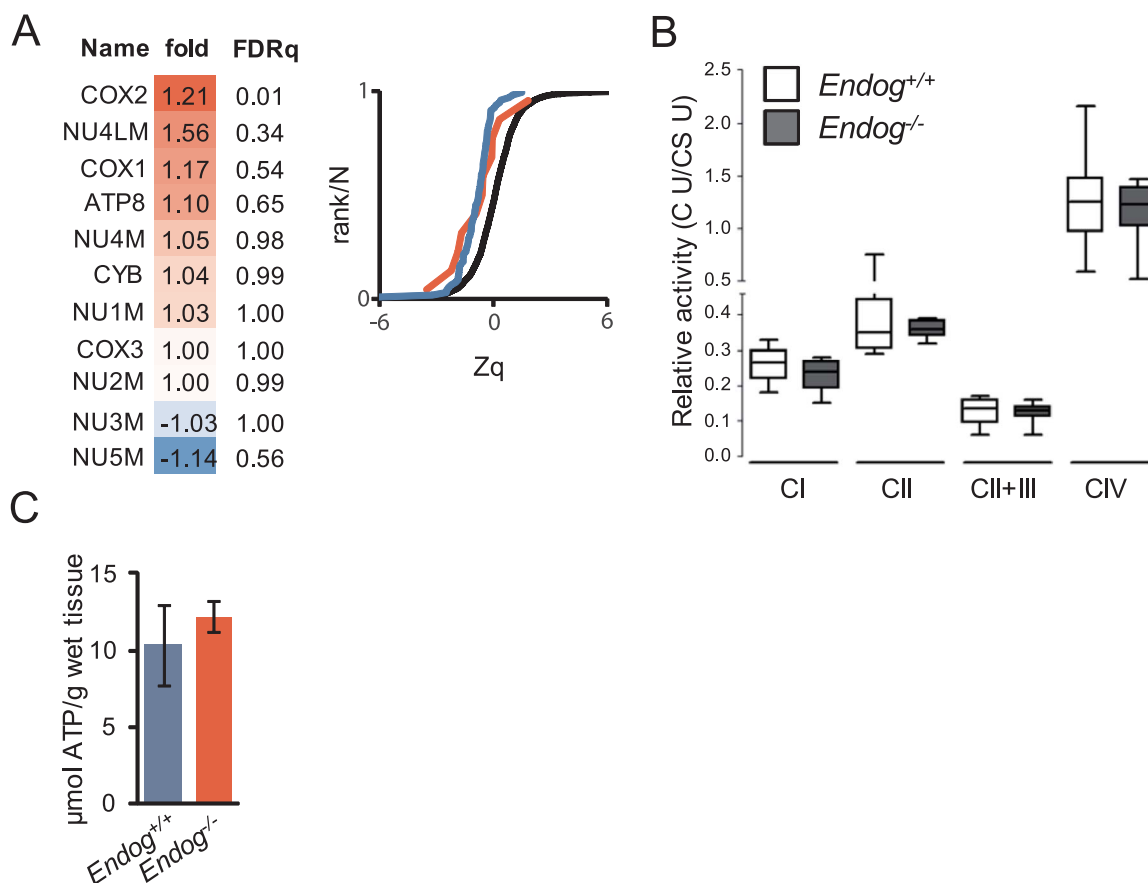 A
Name fold FDRq
COX2 1.21 0.01
NU4LM 1.56 0.34
COX1 1.17 0.54
ATP8 1.10 0.65
NU4M 1.05 0.98
CYB 1.04 0.99
NU1M 1.03 1.00
COX3 1.00 1.00
NU2M 1.00 0.99
NU3M -1.03 1.00
NU5M -1.14 0.56
rank/N
1
0
-6 0 6
Zq
B
Relative activity (C U/CS U)
2.5
2.0
1.5
1.0
0.5
0.4
0.3
0.2
0.1
0.0
Endog+/+
Endog-/-
CI CII CII+III CIV
C
µmol ATP/g wet tissue
15
10
5
0
Endog+/+
Endog-/-